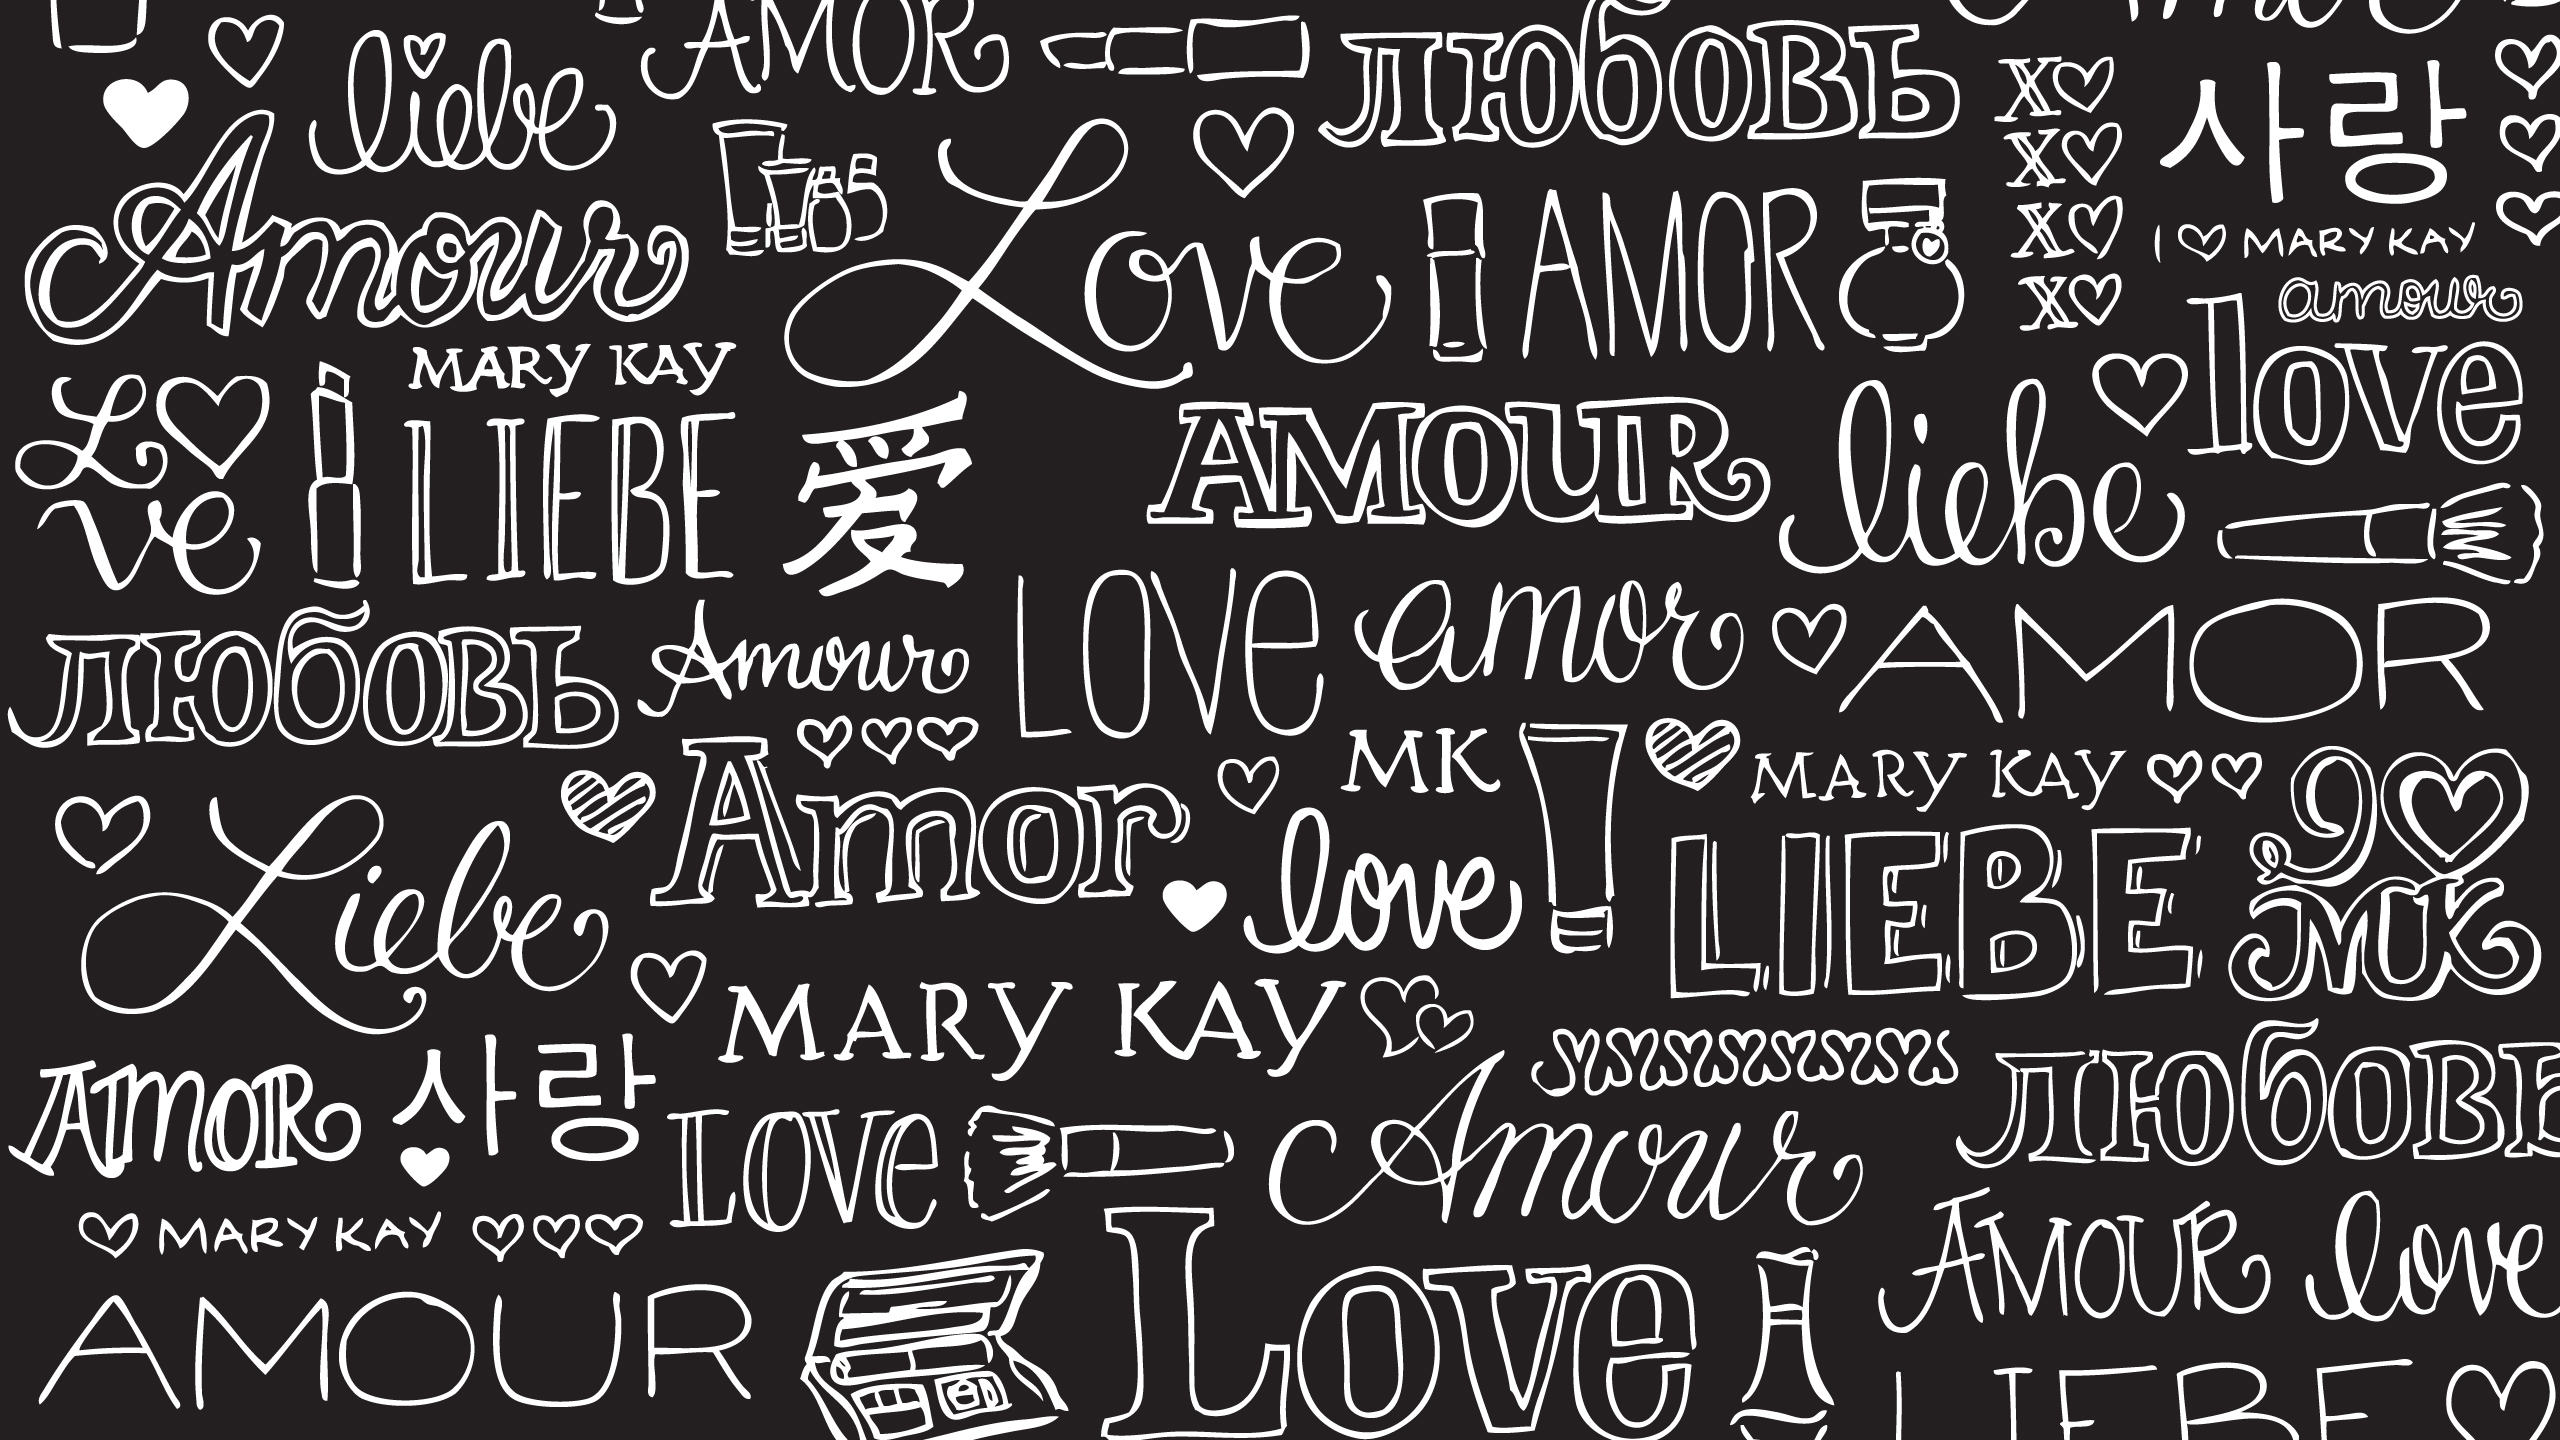 AMOR
liebe
любовь
X♡
사랑
X♡
Amour
Love
AMOR
X♡
I ♡ MARY KAY
X♡
amour
love
MARY KAY
L♡
ve
LIEBE
爱
AMOUR
liebe
любовь
Amour
LOVe
amor
♡ AMOR
♡♡♡
Amor
MK
MARY KAY ♡♡
love
LIEBE
MK
Liebe
MARY KAY
AMOR
사랑
LOVe
Amour
любовь
♡ MARY KAY ♡♡♡
AMOUR
love
AMOUR
Love
LIEBE